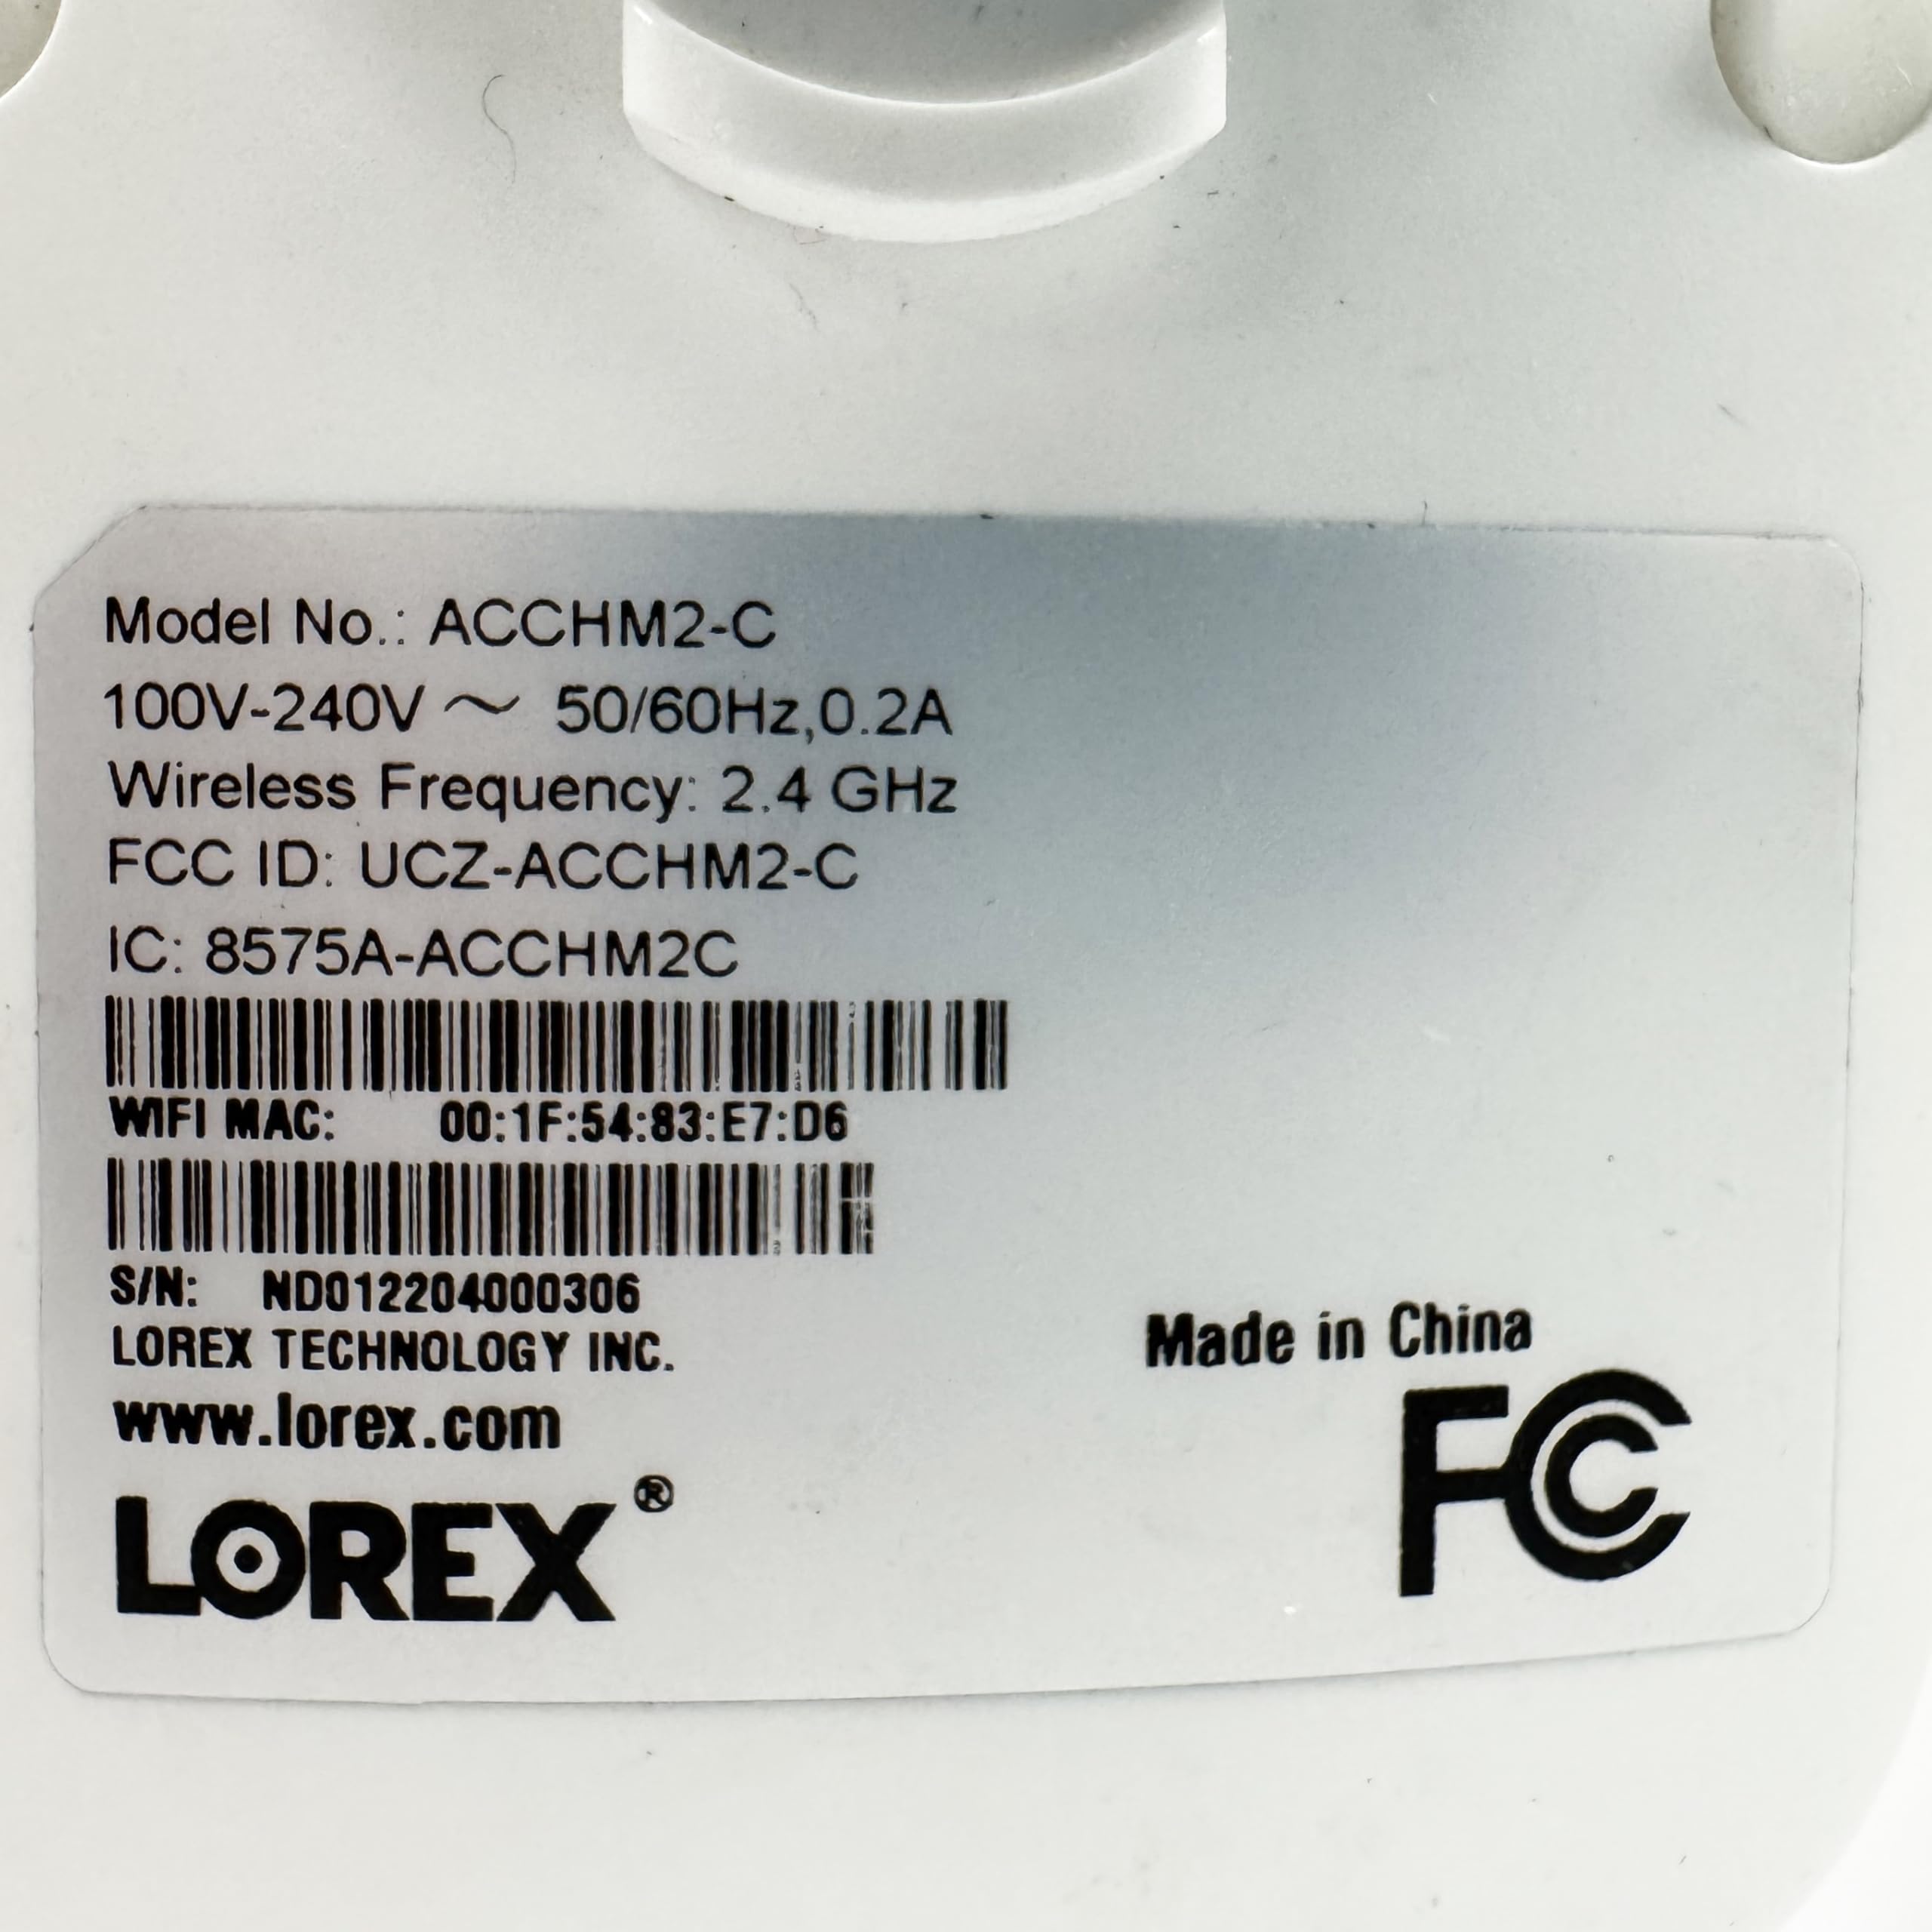 Model No.: ACCHM2-C
100V-240V ~ 50/60Hz,0.2A
Wireless Frequency: 2.4 GHz
FCC ID: UCZ-ACCHM2-C
IC: 8575A-ACCHM2C
WIFI MAC: 00:1F:54:83:E7:D6
S/N: ND012204000306
LOREX TECHNOLOGY INC.
www.lorex.com
LOREX®
Made in China
FC